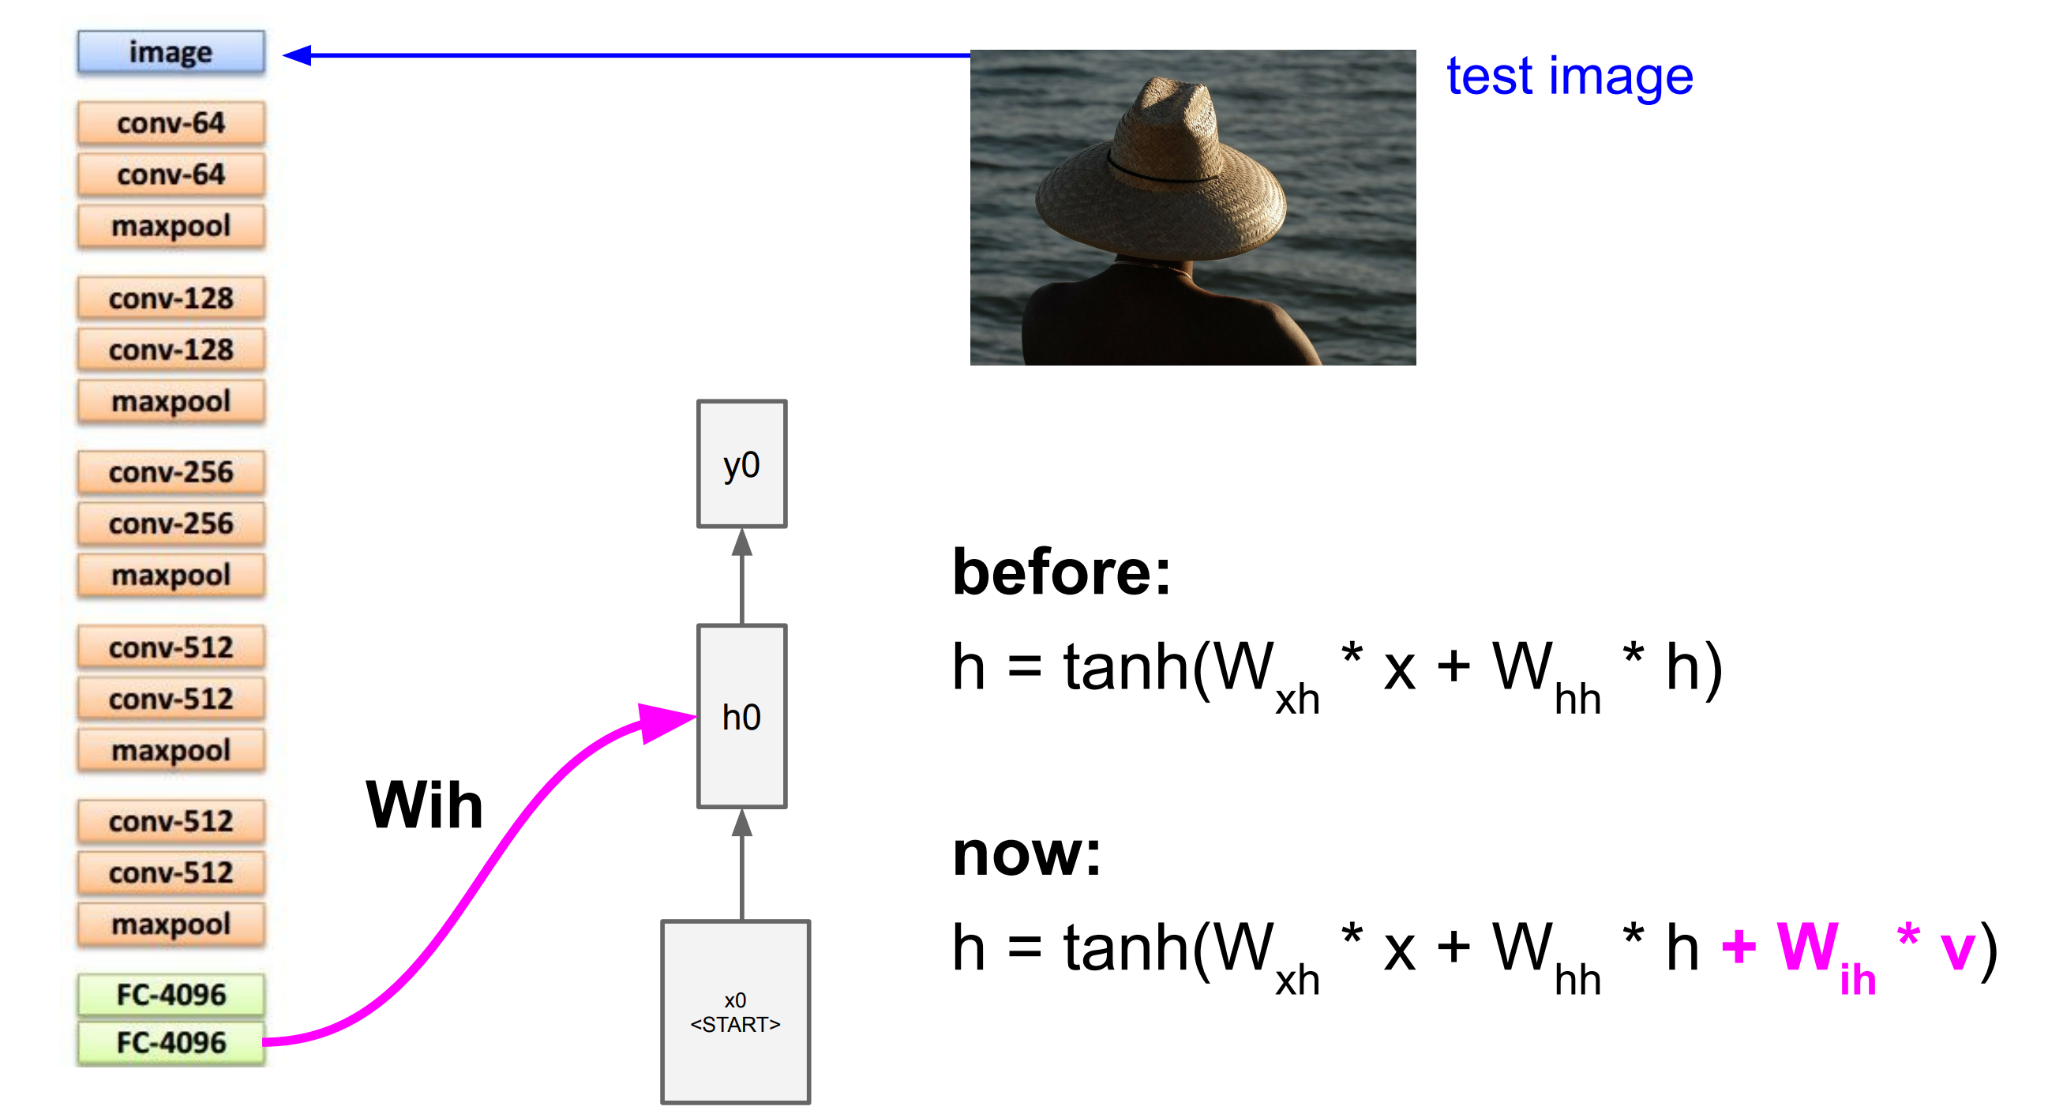 image
test image
conv-64
conv-64
maxpool
conv-128
conv-128
maxpool
conv-256
conv-256
maxpool
conv-512
conv-512
maxpool
conv-512
conv-512
maxpool
FC-4096
FC-4096
Wih
y0
h0
x0
<START>
before:
h = tanh(Wxh * x + Whh * h)
now:
h = tanh(Wxh * x + Whh * h + Wih * v)